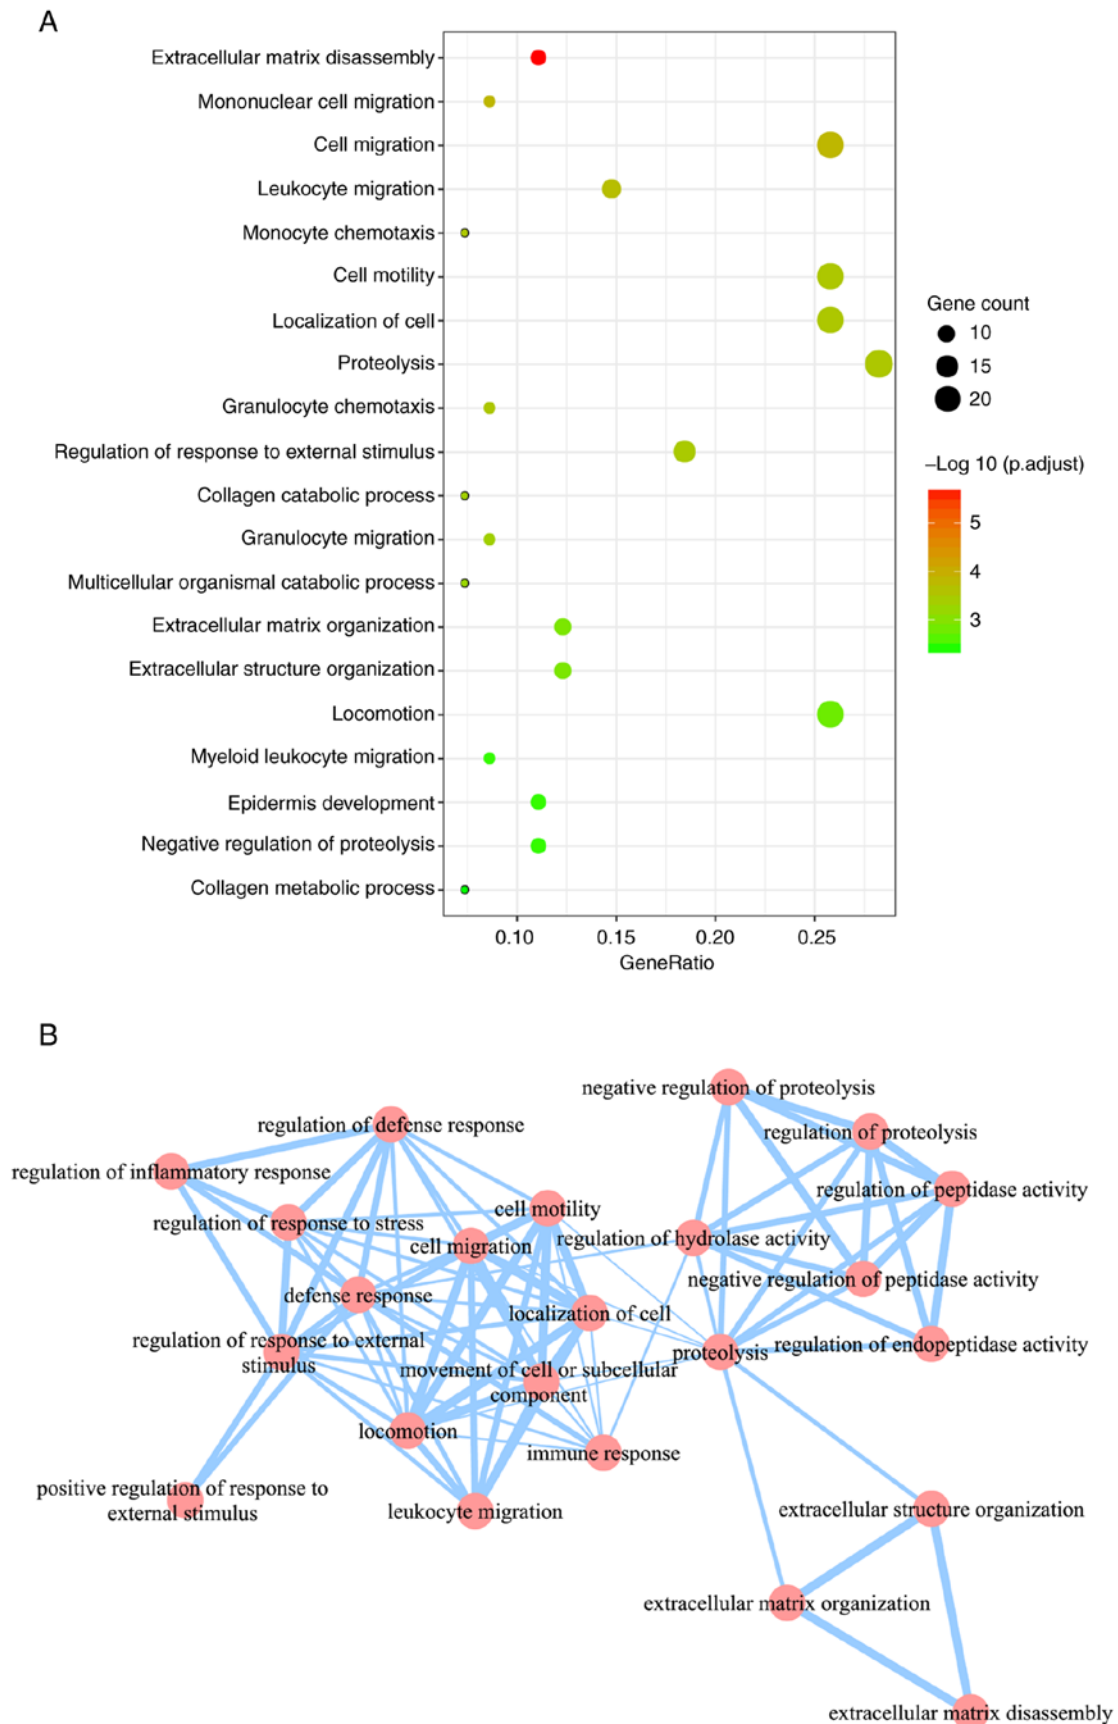 A
Extracellular matrix disassembly
Mononuclear cell migration
Cell migration
Leukocyte migration
Monocyte chemotaxis
Cell motility
Localization of cell
Proteolysis
Granulocyte chemotaxis
Regulation of response to external stimulus
Collagen catabolic process
Granulocyte migration
Multicellular organismal catabolic process
Extracellular matrix organization
Extracellular structure organization
Locomotion
Myeloid leukocyte migration
Epidermis development
Negative regulation of proteolysis
Collagen metabolic process
0.10 0.15 0.20 0.25
GeneRatio
Gene count
10
15
20
–Log 10 (p.adjust)
5
4
3
B
negative regulation of proteolysis
regulation of defense response
regulation of proteolysis
regulation of inflammatory response
regulation of peptidase activity
cell motility
regulation of response to stress
regulation of hydrolase activity
cell migration
negative regulation of peptidase activity
defense response
localization of cell
regulation of response to external
stimulus
regulation of endopeptidase activity
proteolysis
movement of cell or subcellular
component
locomotion
immune response
positive regulation of response to
external stimulus
leukocyte migration
extracellular structure organization
extracellular matrix organization
extracellular matrix disassembly